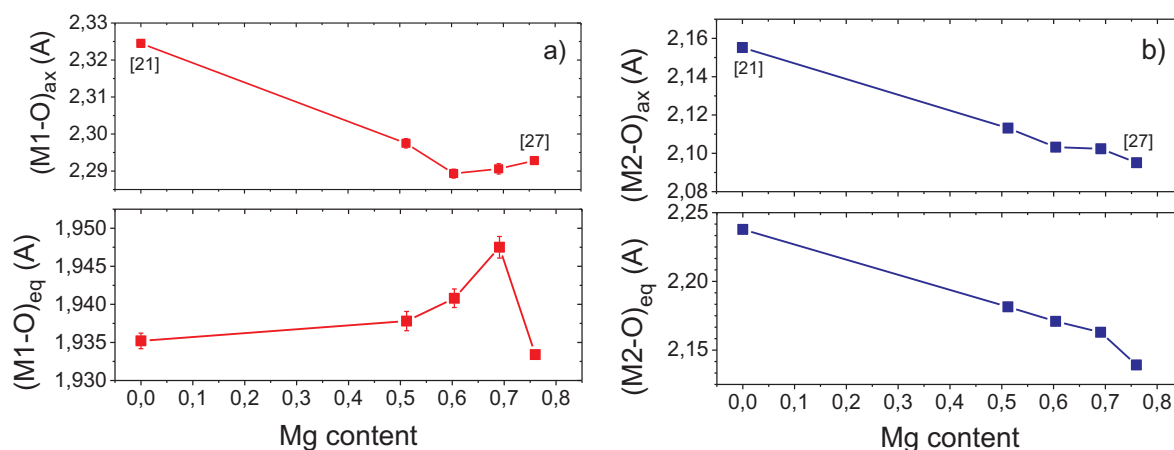 2,33
2,32
2,31
2,30
2,29
(M1-O)ax (A)
[21]
[27]
a)
1,950
1,945
1,940
1,935
1,930
(M1-O)eq (A)
0,0 0,1 0,2 0,3 0,4 0,5 0,6 0,7 0,8
Mg content
2,16
2,14
2,12
2,10
2,08
(M2-O)ax (A)
[21]
[27]
b)
2,25
2,20
2,15
(M2-O)eq (A)
0,0 0,1 0,2 0,3 0,4 0,5 0,6 0,7 0,8
Mg content